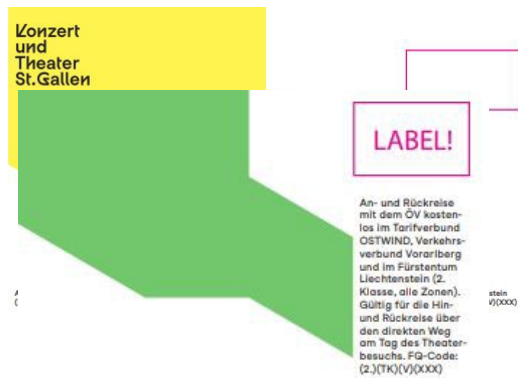 Konzert
und
Theater
St.Gallen
LABEL!
An- und Rückreise
mit dem ÖV kosten-
los im Tarifverbund
OSTWIND, Verkehrs-
verbund Vorarlberg
und im Fürstentum
Liechtenstein (2.
Klasse, alle Zonen).
Gültig für die Hin-
und Rückreise über
den direkten Weg
am Tag des Theater-
besuchs. FQ-Code:
(2.)(TK)(V)(XXX)
stein
V)(XXX)